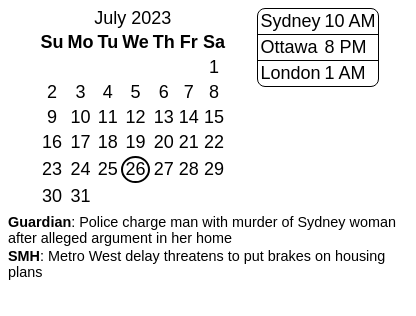 July 2023
Su Mo Tu We Th Fr Sa
1
2 3 4 5 6 7 8
9 10 11 12 13 14 15
16 17 18 19 20 21 22
23 24 25 26 27 28 29
30 31
Sydney 10 AM
Ottawa 8 PM
London 1 AM
Guardian: Police charge man with murder of Sydney woman
after alleged argument in her home
SMH: Metro West delay threatens to put brakes on housing
plans